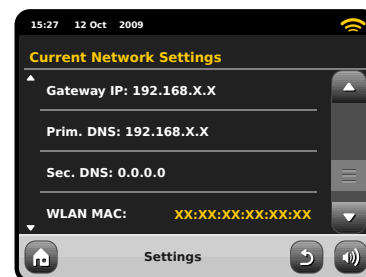 15:27 12 Oct 2009
Current Network Settings
Gateway IP: 192.168.X.X
Prim. DNS: 192.168.X.X
Sec. DNS: 0.0.0.0
WLAN MAC: XX:XX:XX:XX:XX:XX
Settings